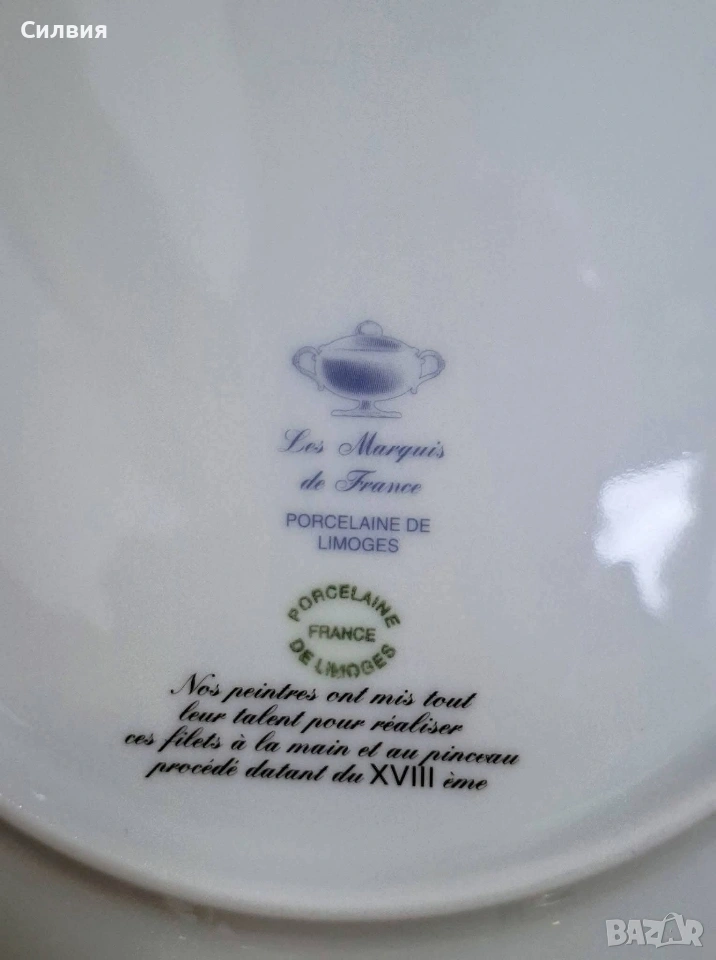 Силвия
Les Marquis
de France
PORCELAINE DE
LIMOGES
PORCELAINE
FRANCE
DE LIMOGES
Nos peintres ont mis tout
leur talent pour réaliser
ces filets à la main et au pinceau
procédé datant du XVIII ème
BAZAR